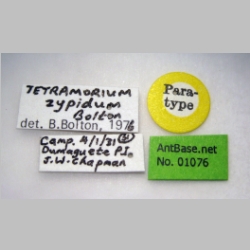 TETRAMORIUM
zypidum
Bolton
det. B.Bolton, 1976
Para-
type
Camp. 4/1/31
Dumaguete P.I.
J.W. Chapman
AntBase.net
No. 01076